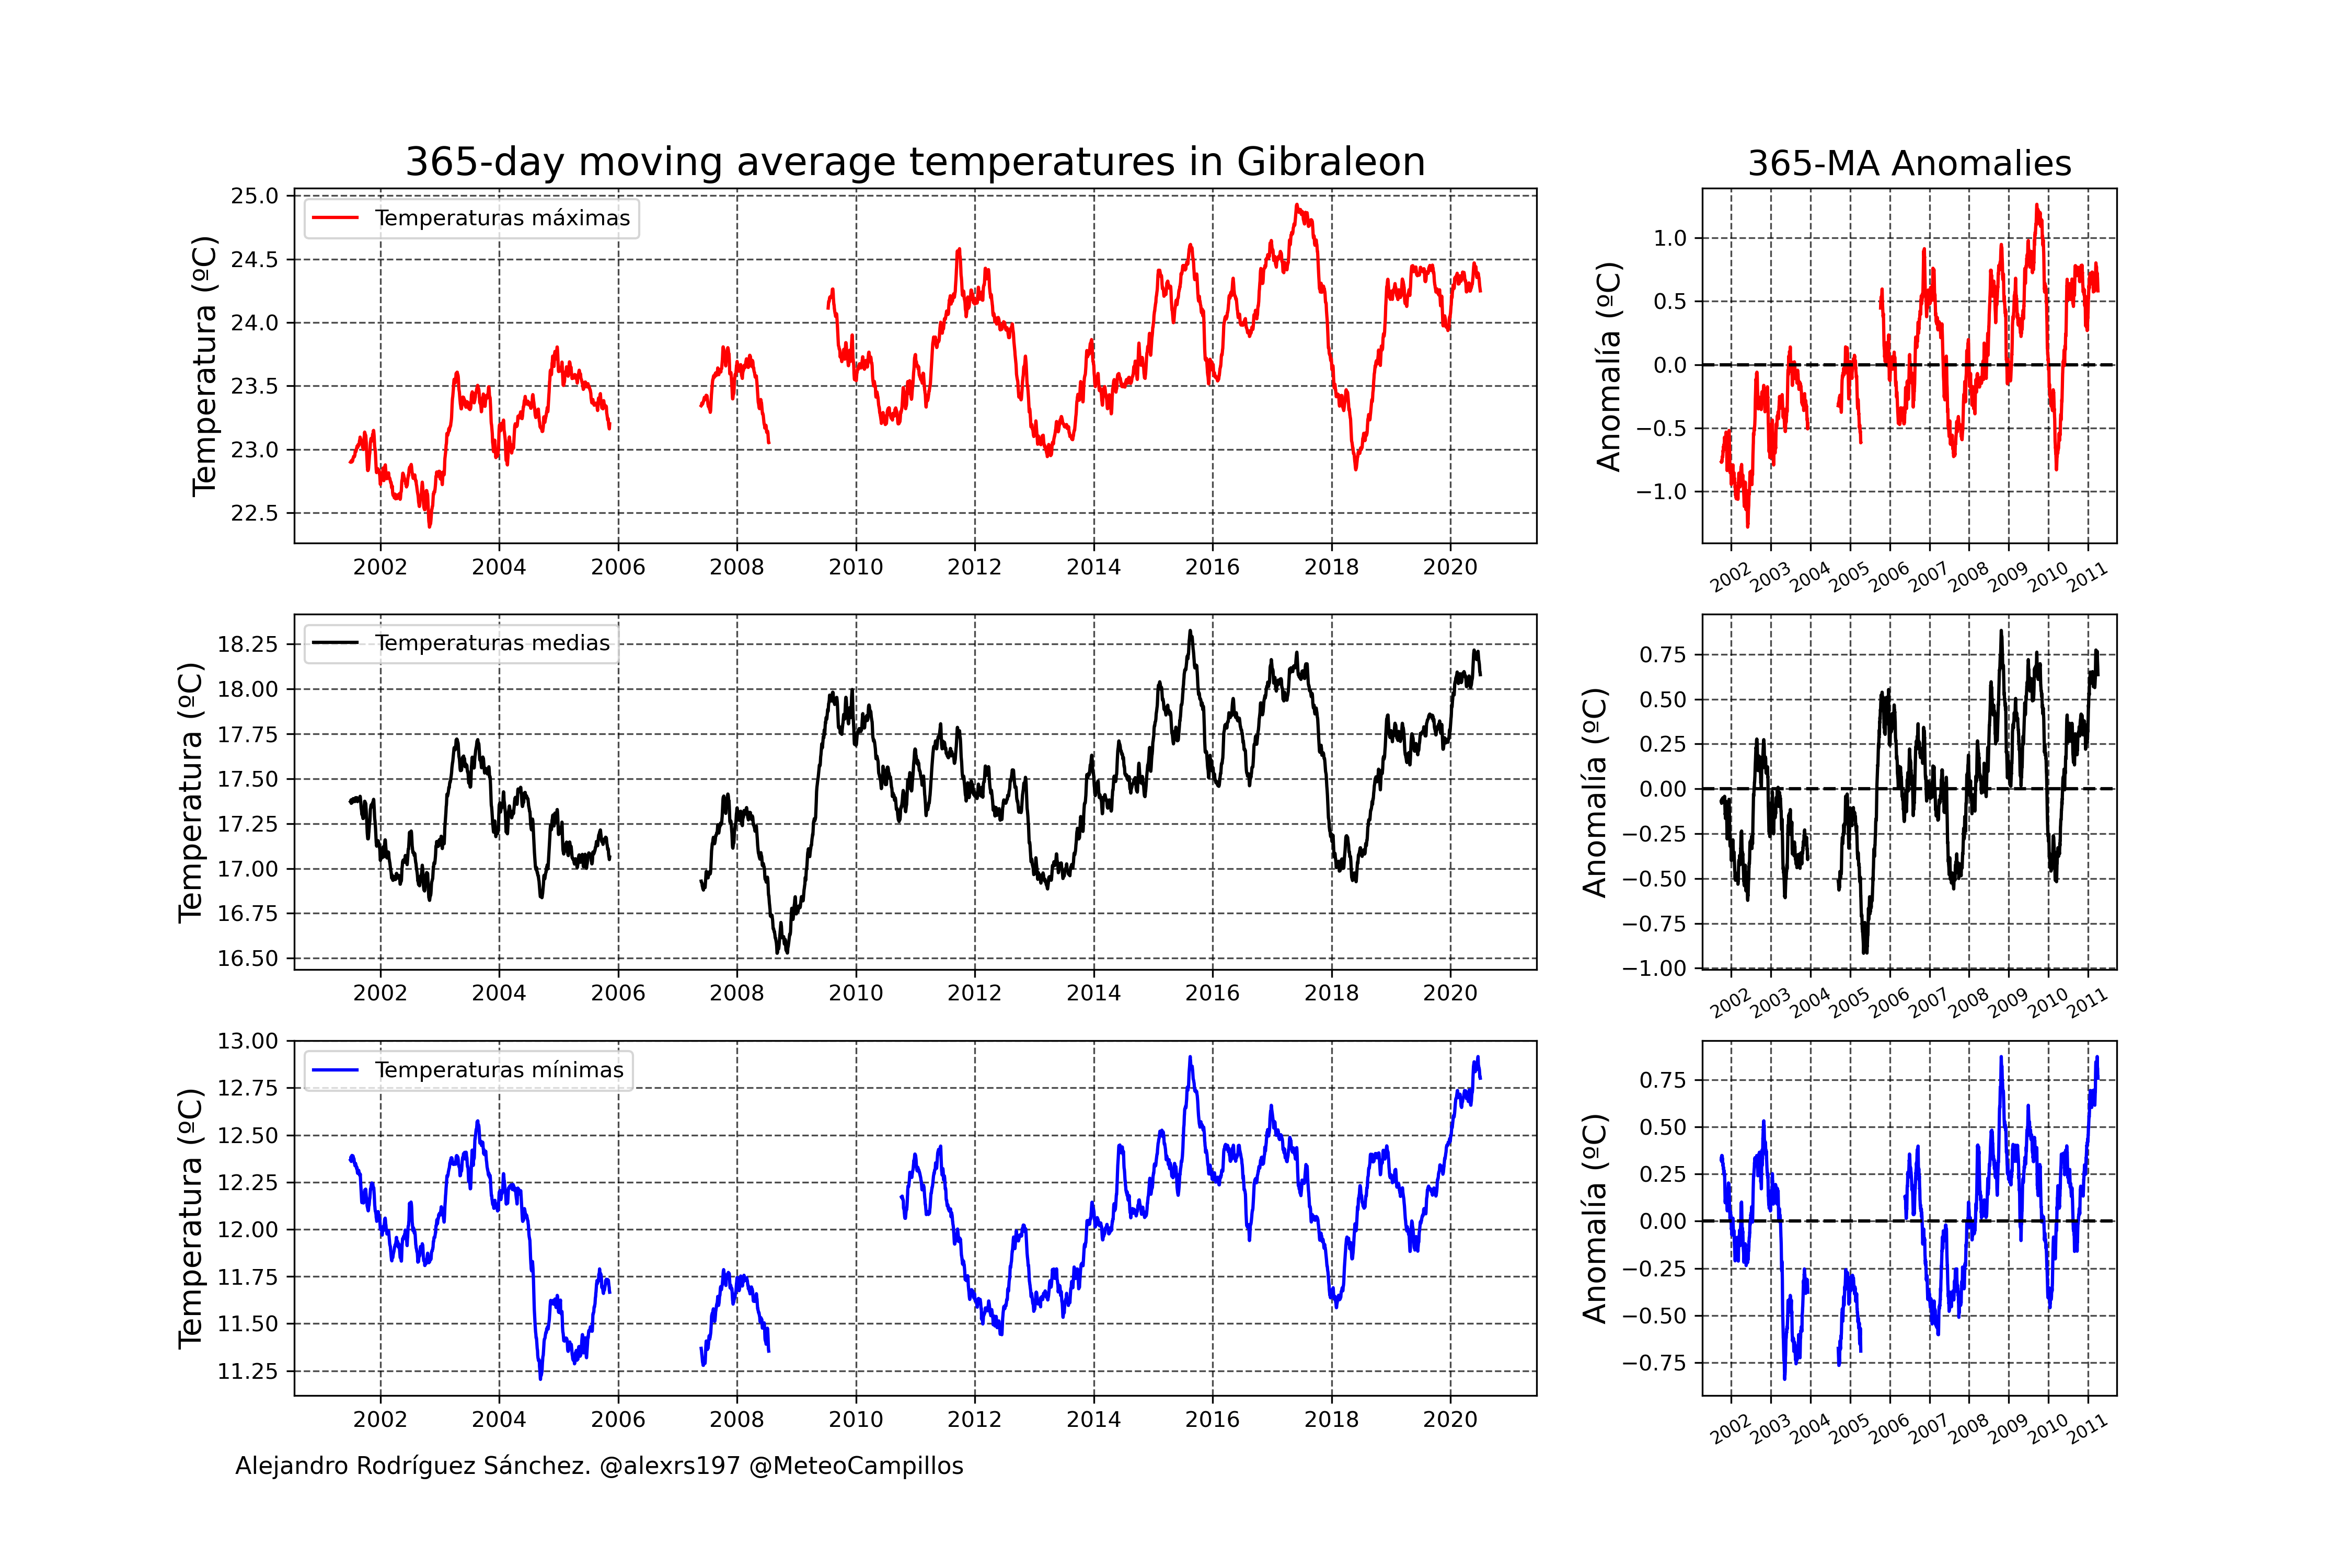 365-day moving average temperatures in Gibraleon
365-MA Anomalies
Temperatura (ºC)
25.0
24.5
24.0
23.5
23.0
22.5
Temperaturas máximas
2002 2004 2006 2008 2010 2012 2014 2016 2018 2020
Anomalía (ºC)
1.0
0.5
0.0
−0.5
−1.0
2002 2003 2004 2005 2006 2007 2008 2009 2010 2011
Temperatura (ºC)
18.25
18.00
17.75
17.50
17.25
17.00
16.75
16.50
Temperaturas medias
2002 2004 2006 2008 2010 2012 2014 2016 2018 2020
Anomalía (ºC)
0.75
0.50
0.25
0.00
−0.25
−0.50
−0.75
−1.00
2002 2003 2004 2005 2006 2007 2008 2009 2010 2011
Temperatura (ºC)
13.00
12.75
12.50
12.25
12.00
11.75
11.50
11.25
Temperaturas mínimas
2002 2004 2006 2008 2010 2012 2014 2016 2018 2020
Anomalía (ºC)
0.75
0.50
0.25
0.00
−0.25
−0.50
−0.75
2002 2003 2004 2005 2006 2007 2008 2009 2010 2011
Alejandro Rodríguez Sánchez. @alexrs197 @MeteoCampillos